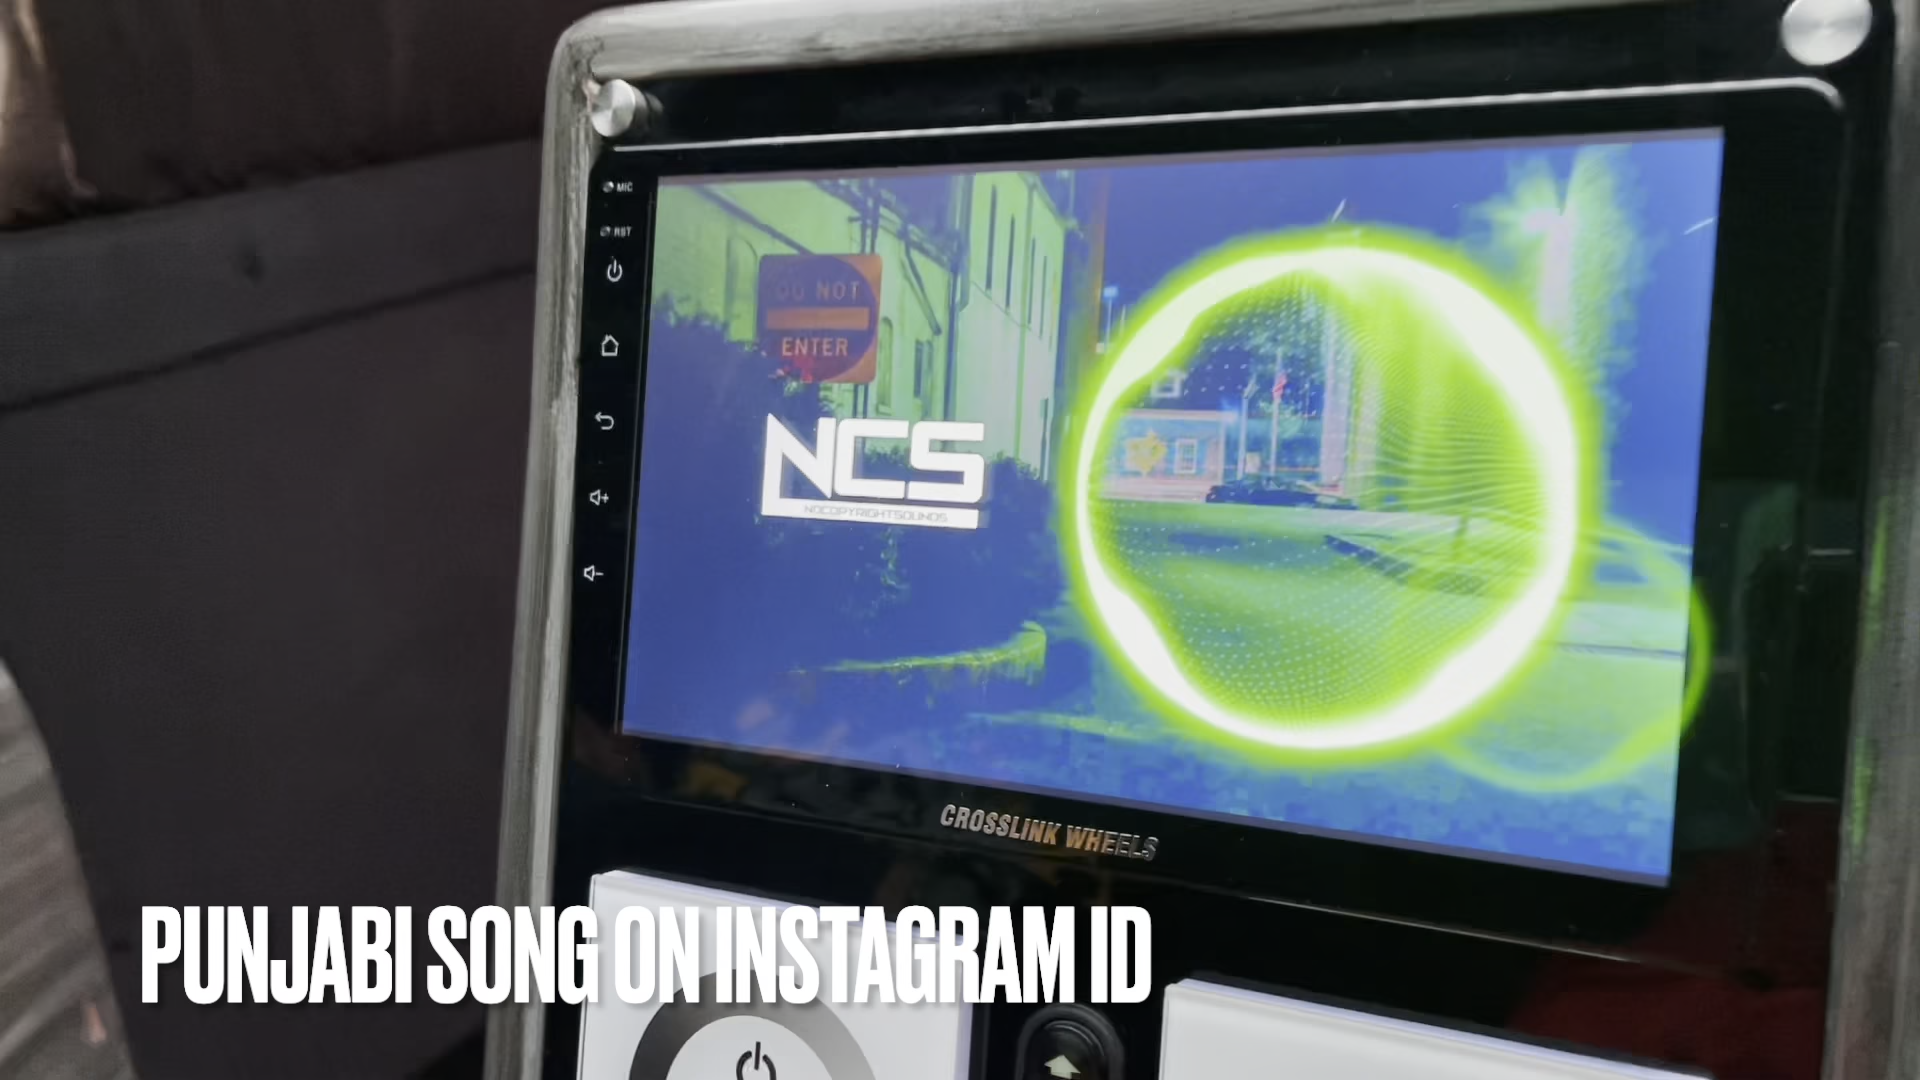 MIC
RST
DO NOT
ENTER
NCS
NOCOPYRIGHTSOUNDS
CROSSLINK WHEELS
PUNJABI SONG ON INSTAGRAM ID